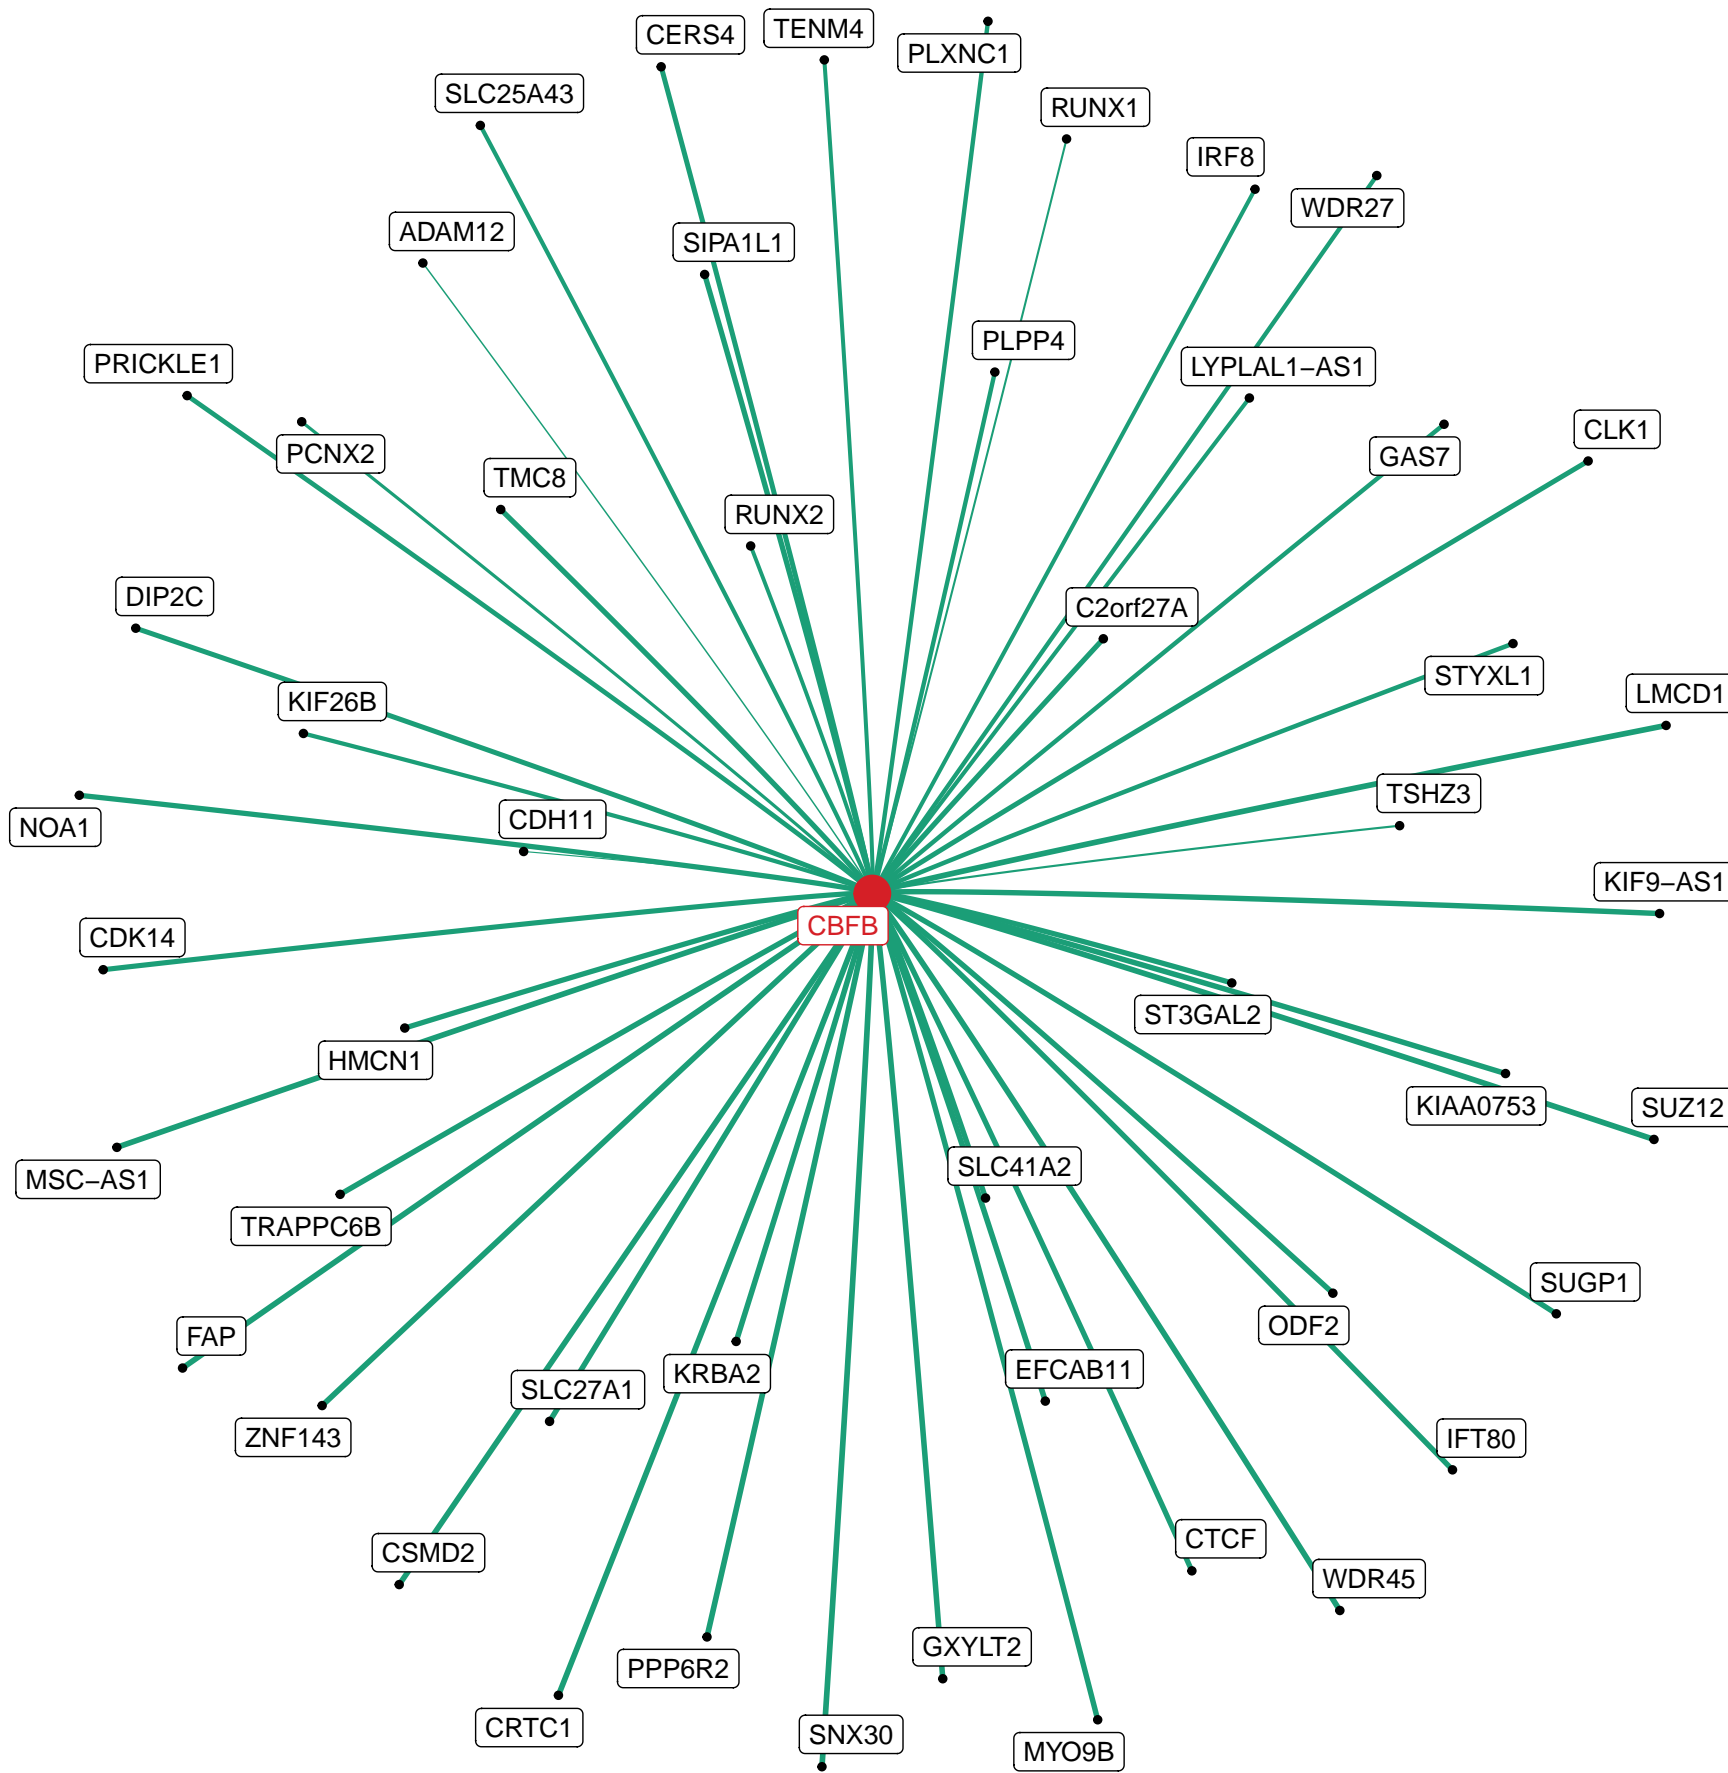 TENM4
CERS4
PLXNC1
SLC25A43
RUNX1
IRF8
WDR27
ADAM12
SIPA1L1
PLPP4
PRICKLE1
LYPLAL1−AS1
CLK1
PCNX2
GAS7
TMC8
RUNX2
DIP2C
C2orf27A
STYXL1
LMCD1
KIF26B
TSHZ3
CDH11
NOA1
KIF9−AS1
CBFB
CDK14
ST3GAL2
HMCN1
KIAA0753
SUZ12
SLC41A2
MSC−AS1
TRAPPC6B
SUGP1
ODF2
FAP
EFCAB11
KRBA2
SLC27A1
ZNF143
IFT80
CTCF
CSMD2
WDR45
GXYLT2
PPP6R2
CRTC1
SNX30
MYO9B